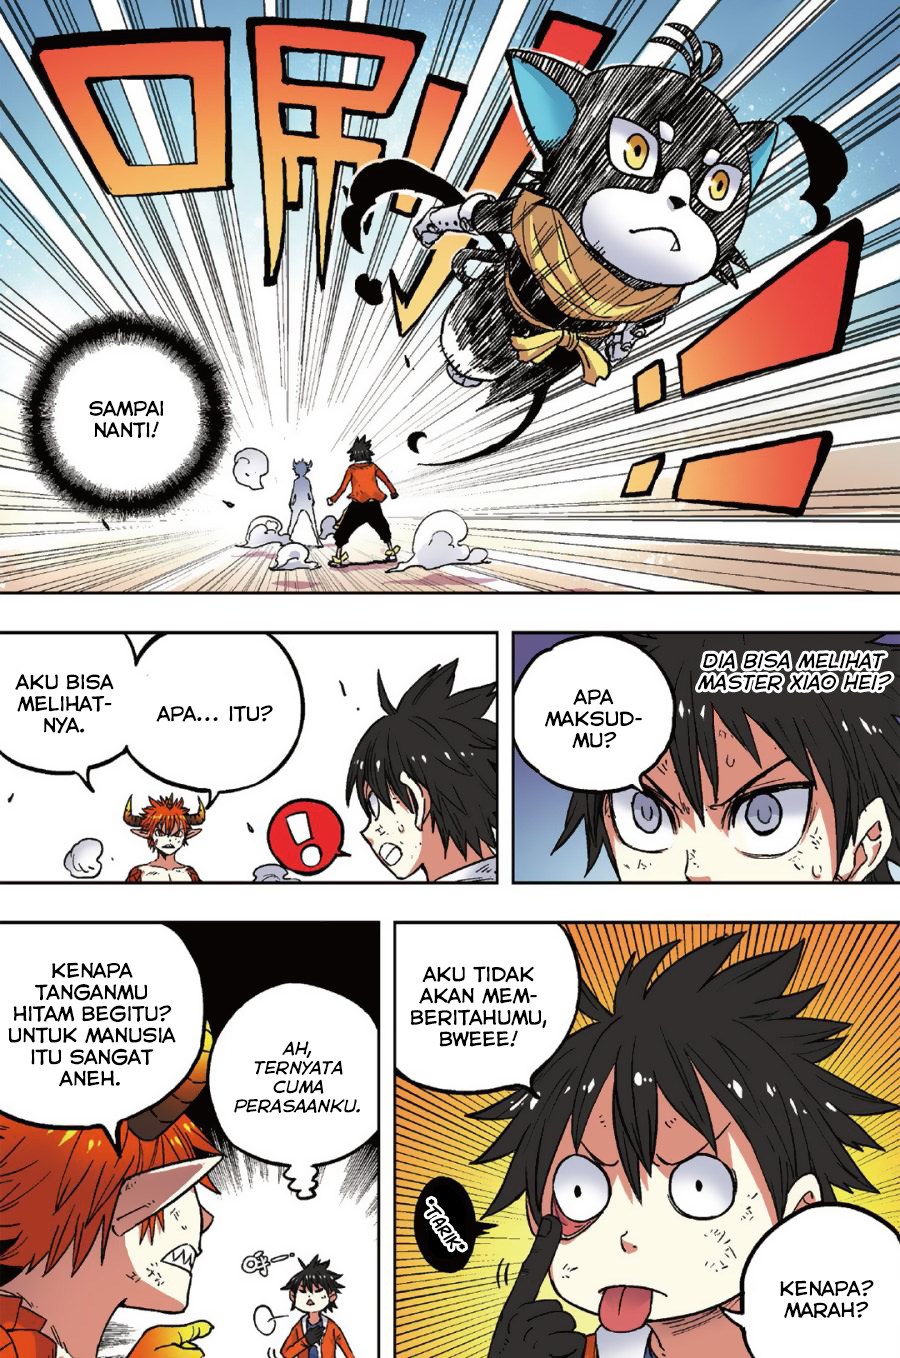 SAMPAI
NANTI!
AKU BISA
MELIHAT-
NYA.
APA... ITU?
!
APA
MAKSUD-
MU?
DIA BISA MELIHAT
MASTER XIAO HEI?
KENAPA
TANGANMU
HITAM BEGITU?
UNTUK MANUSIA
ITU SANGAT
ANEH.
AH,
TERNYATA
CUMA
PERASAANKU.
呼—
AKU TIDAK
AKAN MEM-
BERITAHUMU,
BWEEE!
*TARIK*
KENAPA?
MARAH?